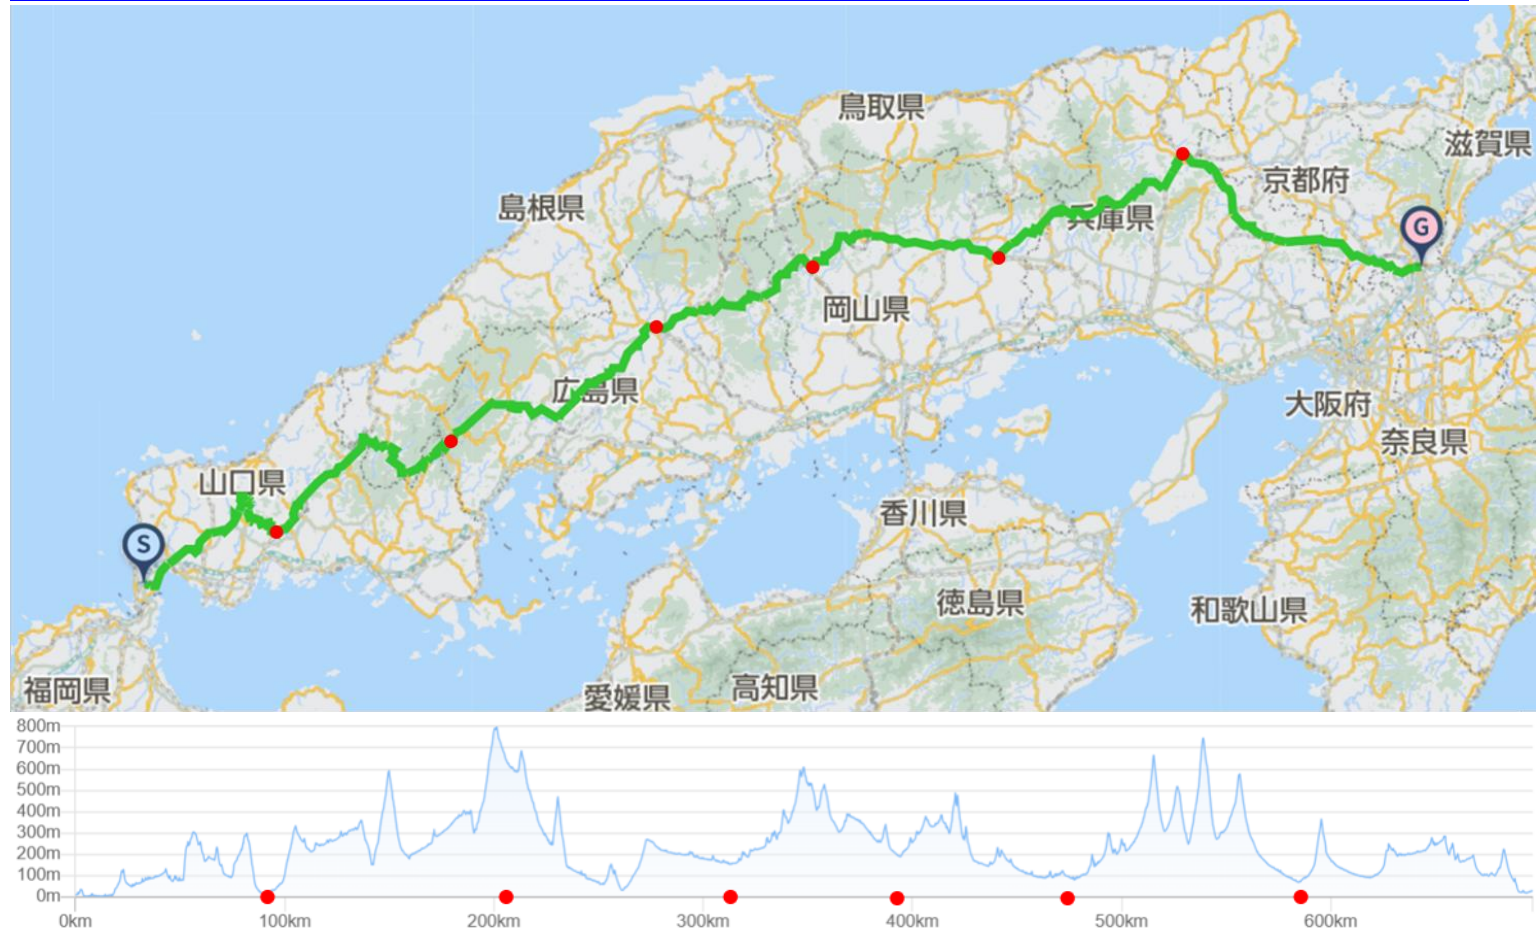 鳥取県
滋賀県
京都府
島根県
兵庫県
G
岡山県
広島県
大阪府
奈良県
山口県
香川県
S
徳島県
和歌山県
福岡県
愛媛県
高知県
800m
700m
600m
500m
400m
300m
200m
100m
0m
0km 100km 200km 300km 400km 500km 600km